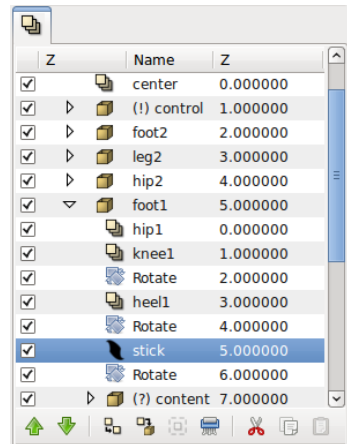 Z Name Z
center 0.000000
(!) control 1.000000
foot2 2.000000
leg2 3.000000
hip2 4.000000
foot1 5.000000
hip1 0.000000
knee1 1.000000
Rotate 2.000000
heel1 3.000000
Rotate 4.000000
stick 5.000000
Rotate 6.000000
(?) content 7.000000